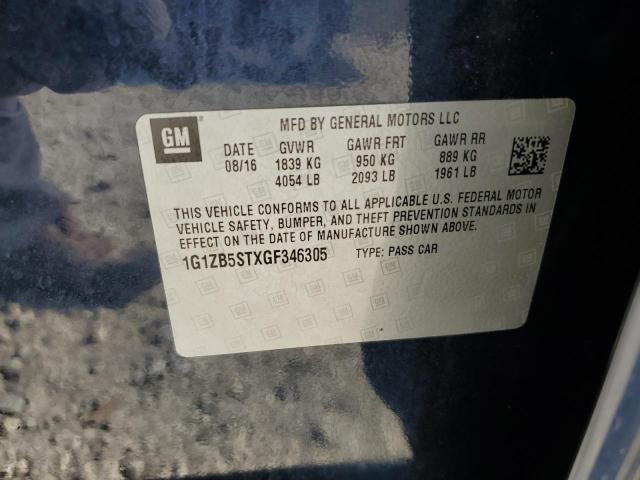 GM
MFD BY GENERAL MOTORS LLC
DATE GVWR GAWR FRT GAWR RR
08/16 1839 KG 950 KG 889 KG
4054 LB 2093 LB 1961 LB
THIS VEHICLE CONFORMS TO ALL APPLICABLE U.S. FEDERAL MOTOR
VEHICLE SAFETY, BUMPER, AND THEFT PREVENTION STANDARDS IN
EFFECT ON THE DATE OF MANUFACTURE SHOWN ABOVE.
1G1ZB5STXGF346305 TYPE: PASS CAR